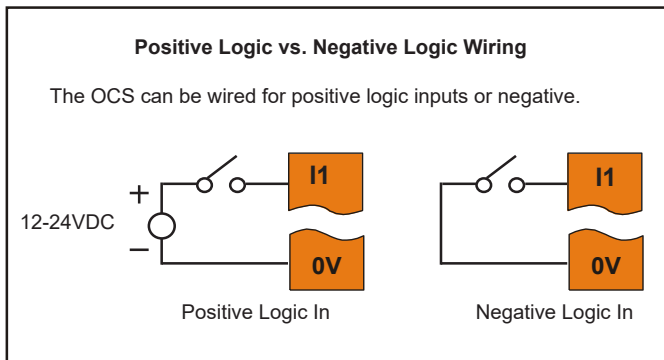 Positive Logic vs. Negative Logic Wiring
The OCS can be wired for positive logic inputs or negative.
+
12-24VDC
–
I1
0V
Positive Logic In
I1
0V
Negative Logic In